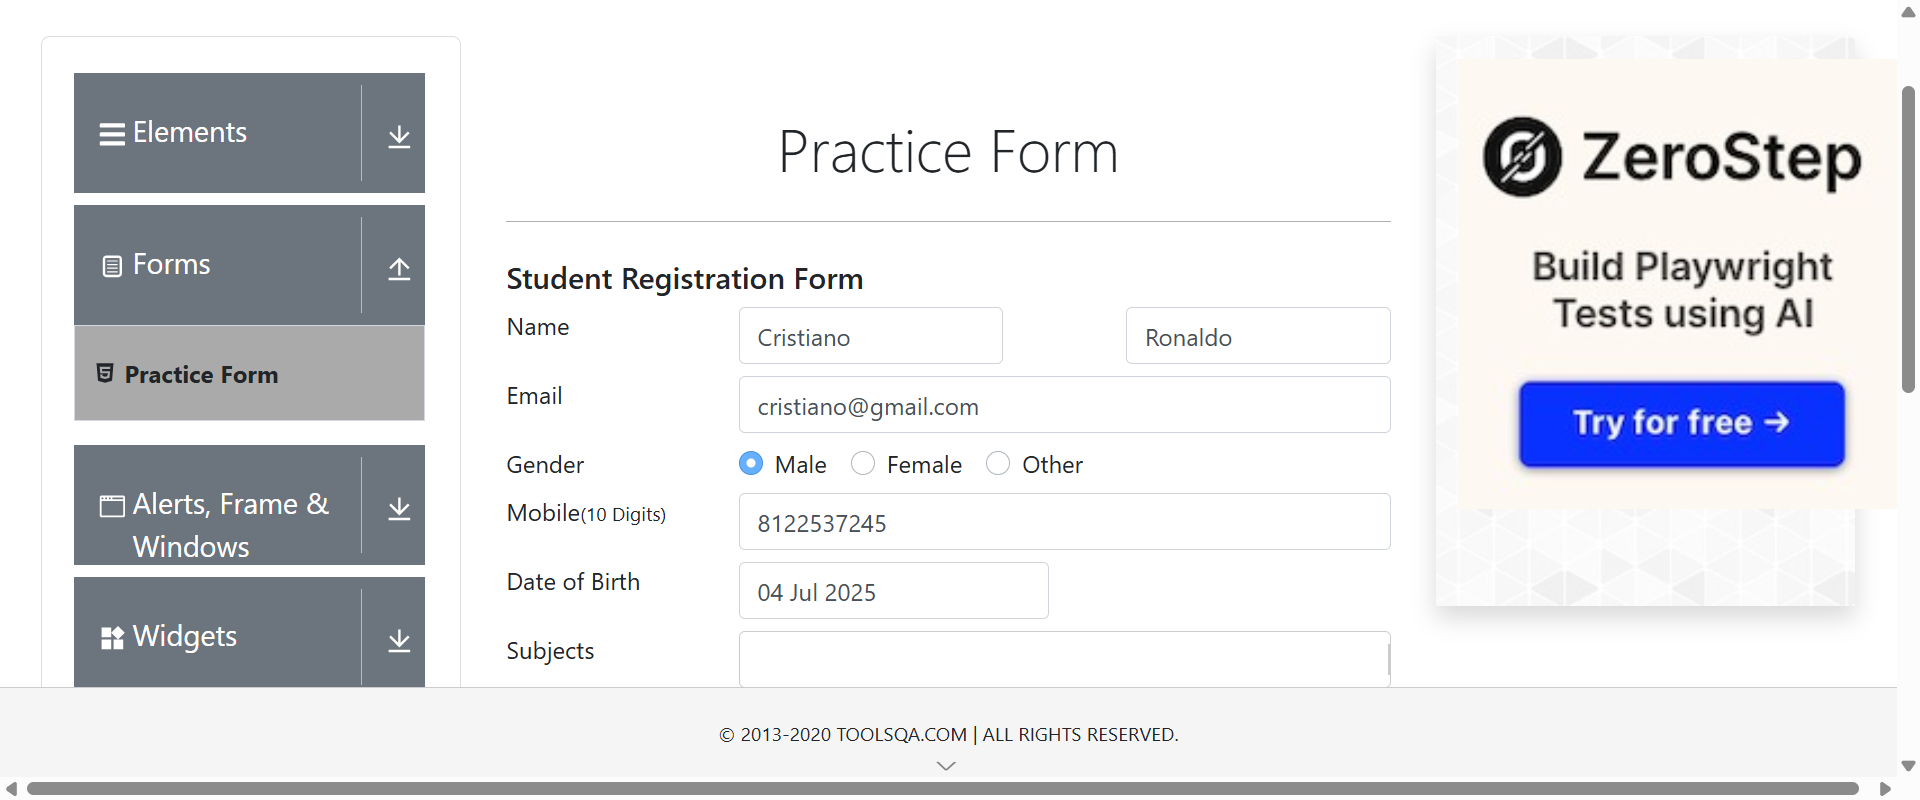 Elements
Forms
Practice Form
Alerts, Frame &
Windows
Widgets
Practice Form
Student Registration Form
Name
Cristiano
Ronaldo
Email
cristiano@gmail.com
Gender
Male
Female
Other
Mobile(10 Digits)
8122537245
Date of Birth
04 Jul 2025
Subjects
ZeroStep
Build Playwright
Tests using AI
Try for free →
© 2013-2020 TOOLSQA.COM | ALL RIGHTS RESERVED.